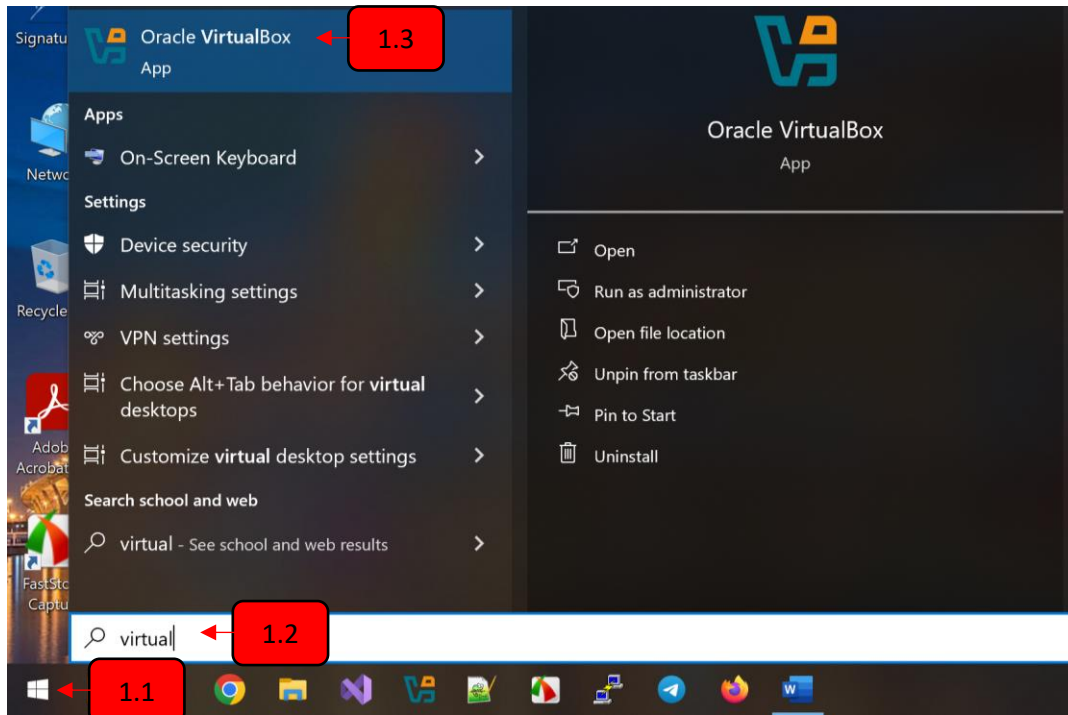 Signatu
Oracle VirtualBox
1.3
App
Oracle VirtualBox
App
Apps
On-Screen Keyboard
Netwo
Settings
Device security
Open
Multitasking settings
Run as administrator
Recycle
VPN settings
Open file location
Choose Alt+Tab behavior for virtual
desktops
Unpin from taskbar
Pin to Start
Adob
Acrobat
Customize virtual desktop settings
Uninstall
Search school and web
virtual - See school and web results
FastSto
Captu
virtual
1.2
1.1
W